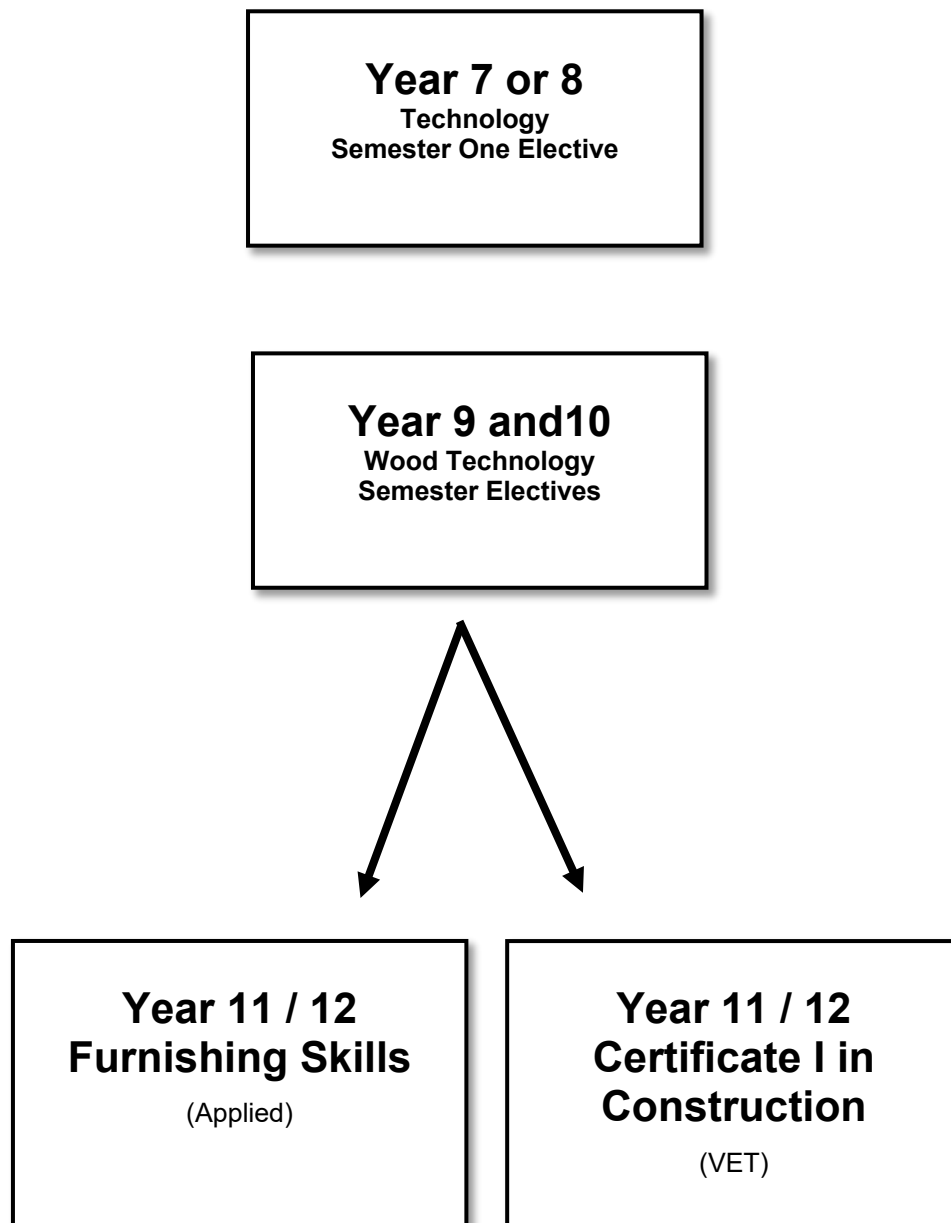 Year 7 or 8
Technology
Semester One Elective
Year 9 and10
Wood Technology
Semester Electives
Year 11 / 12
Furnishing Skills
(Applied)
Year 11 / 12
Certificate I in
Construction
(VET)